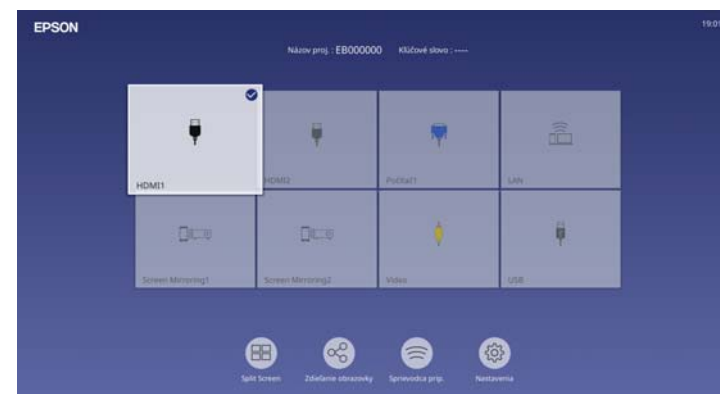 EPSON
19:01
Názov proj. : EB000000 Kľúčové slovo : ----
HDMI1
HDMI2
Počítač1
LAN
Screen Mirroring1
Screen Mirroring2
Video
USB
Split Screen
Zdieľanie obrazovky
Sprievodca prip.
Nastavenia